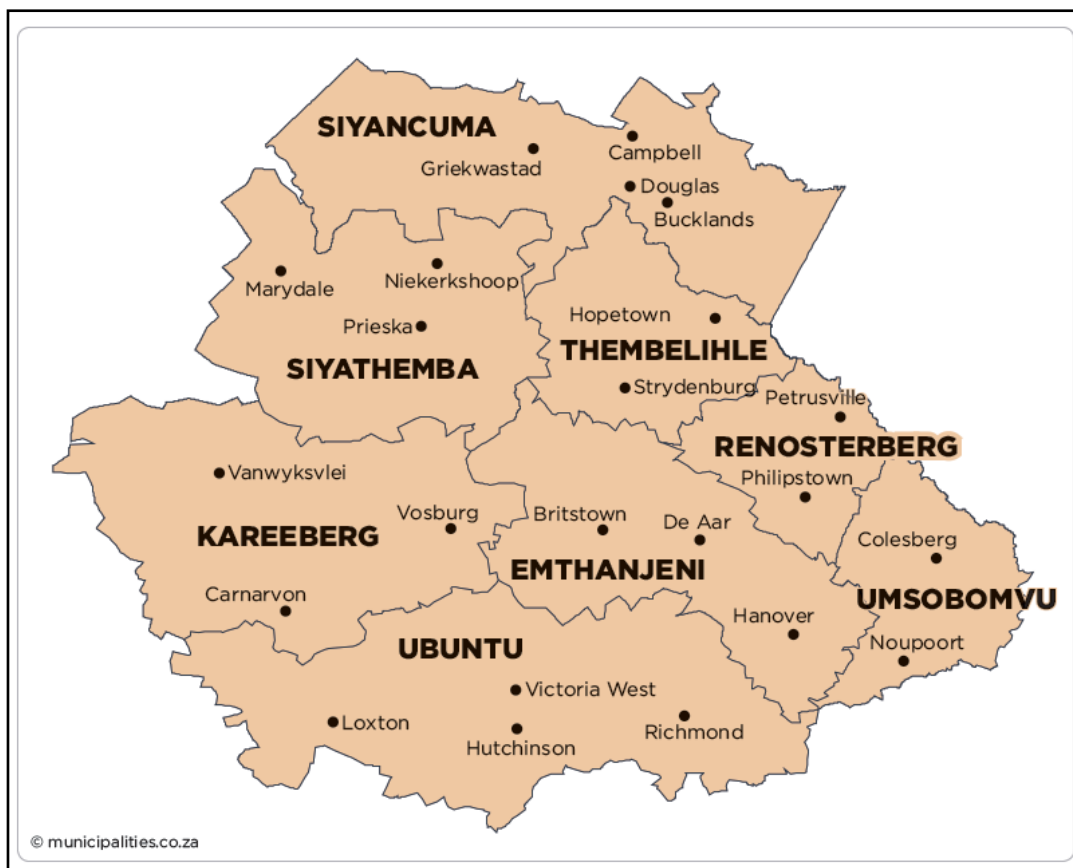 SIYANCUMA
Campbell
Griekwastad
Douglas
Bucklands
Niekerkshoop
Marydale
Hopetown
Prieska
THEMBELIHLE
SIYATHEMBA
Strydenburg
Petrusville
RENOSTERBERG
Vanwyksvlei
Philipstown
Vosburg
Britstown
De Aar
KAREEBERG
Colesberg
EMTHANJENI
Carnarvon
UMSOBOMVU
Hanover
UBUNTU
Noupoort
Victoria West
Loxton
Richmond
Hutchinson
© municipalities.co.za